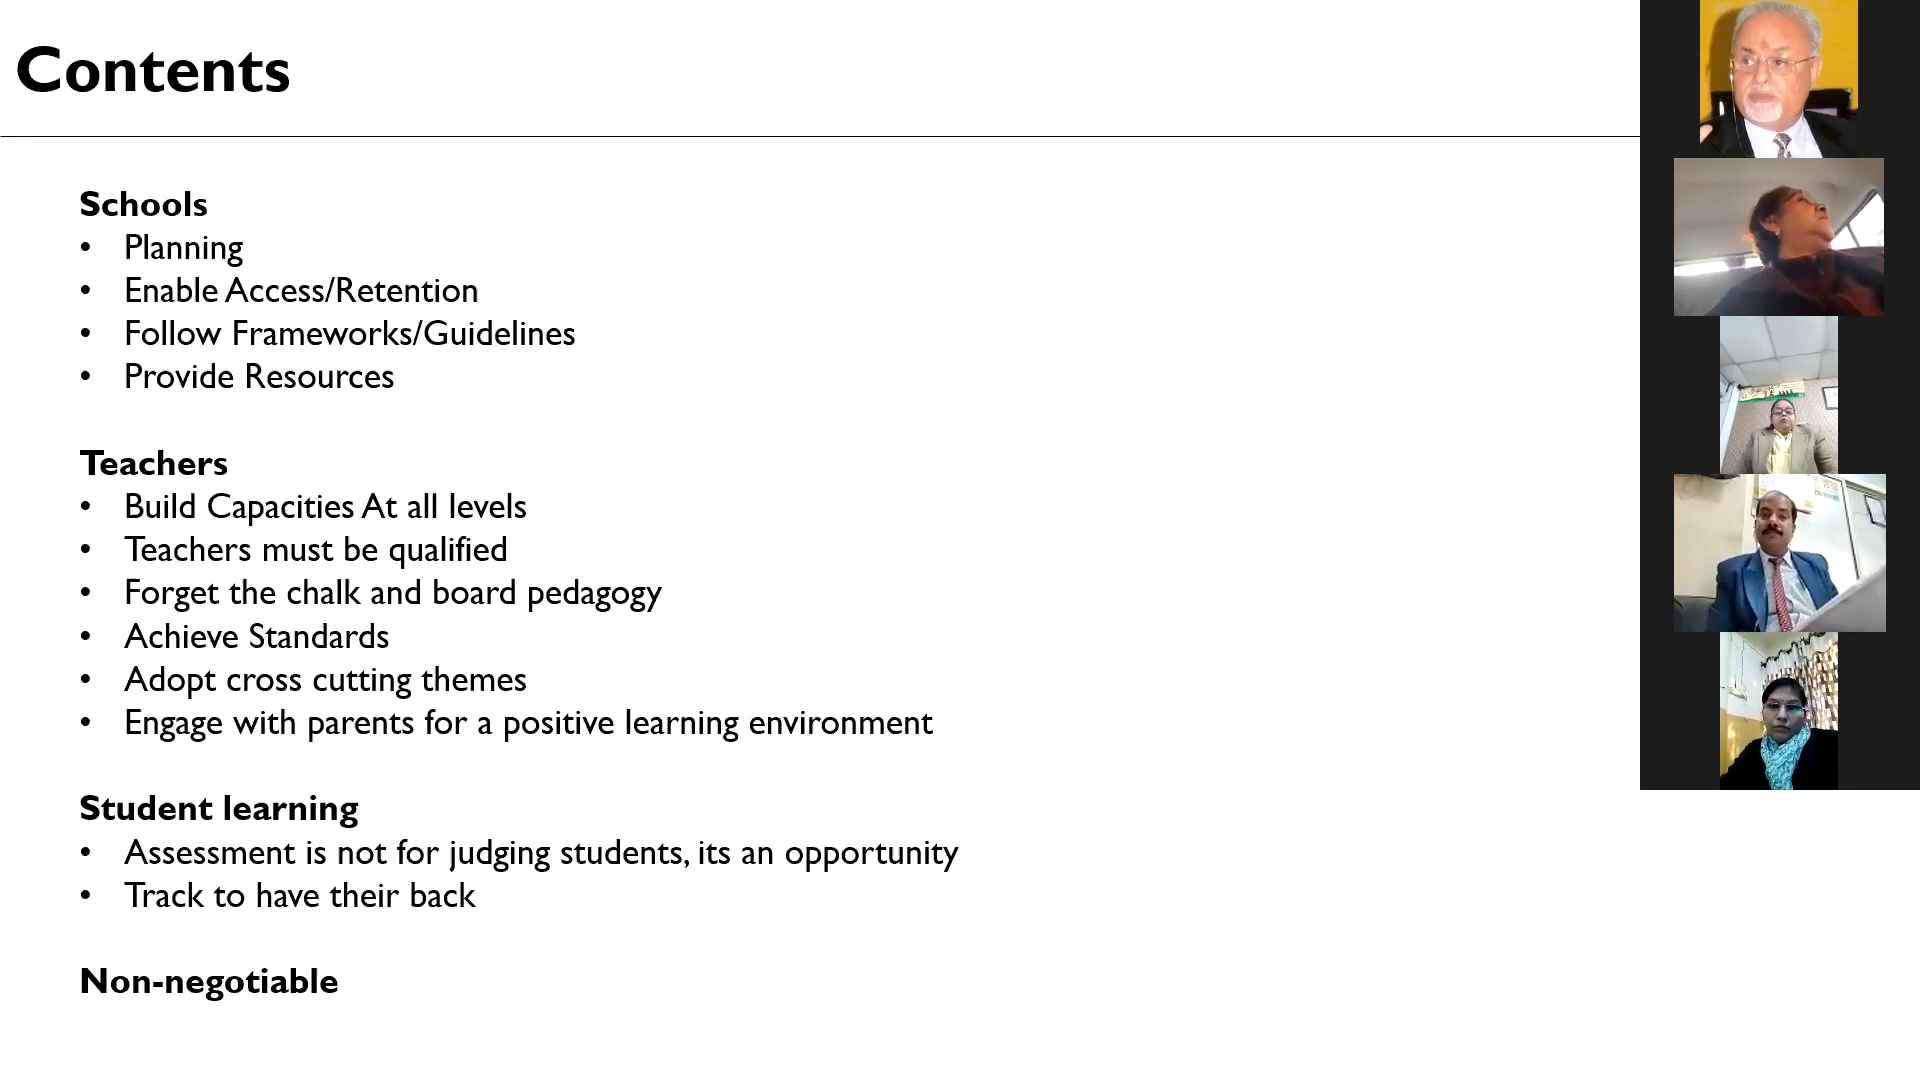 Contents
Schools
• Planning
• Enable Access/Retention
• Follow Frameworks/Guidelines
• Provide Resources
Teachers
• Build Capacities At all levels
• Teachers must be qualified
• Forget the chalk and board pedagogy
• Achieve Standards
• Adopt cross cutting themes
• Engage with parents for a positive learning environment
Student learning
• Assessment is not for judging students, its an opportunity
• Track to have their back
Non-negotiable